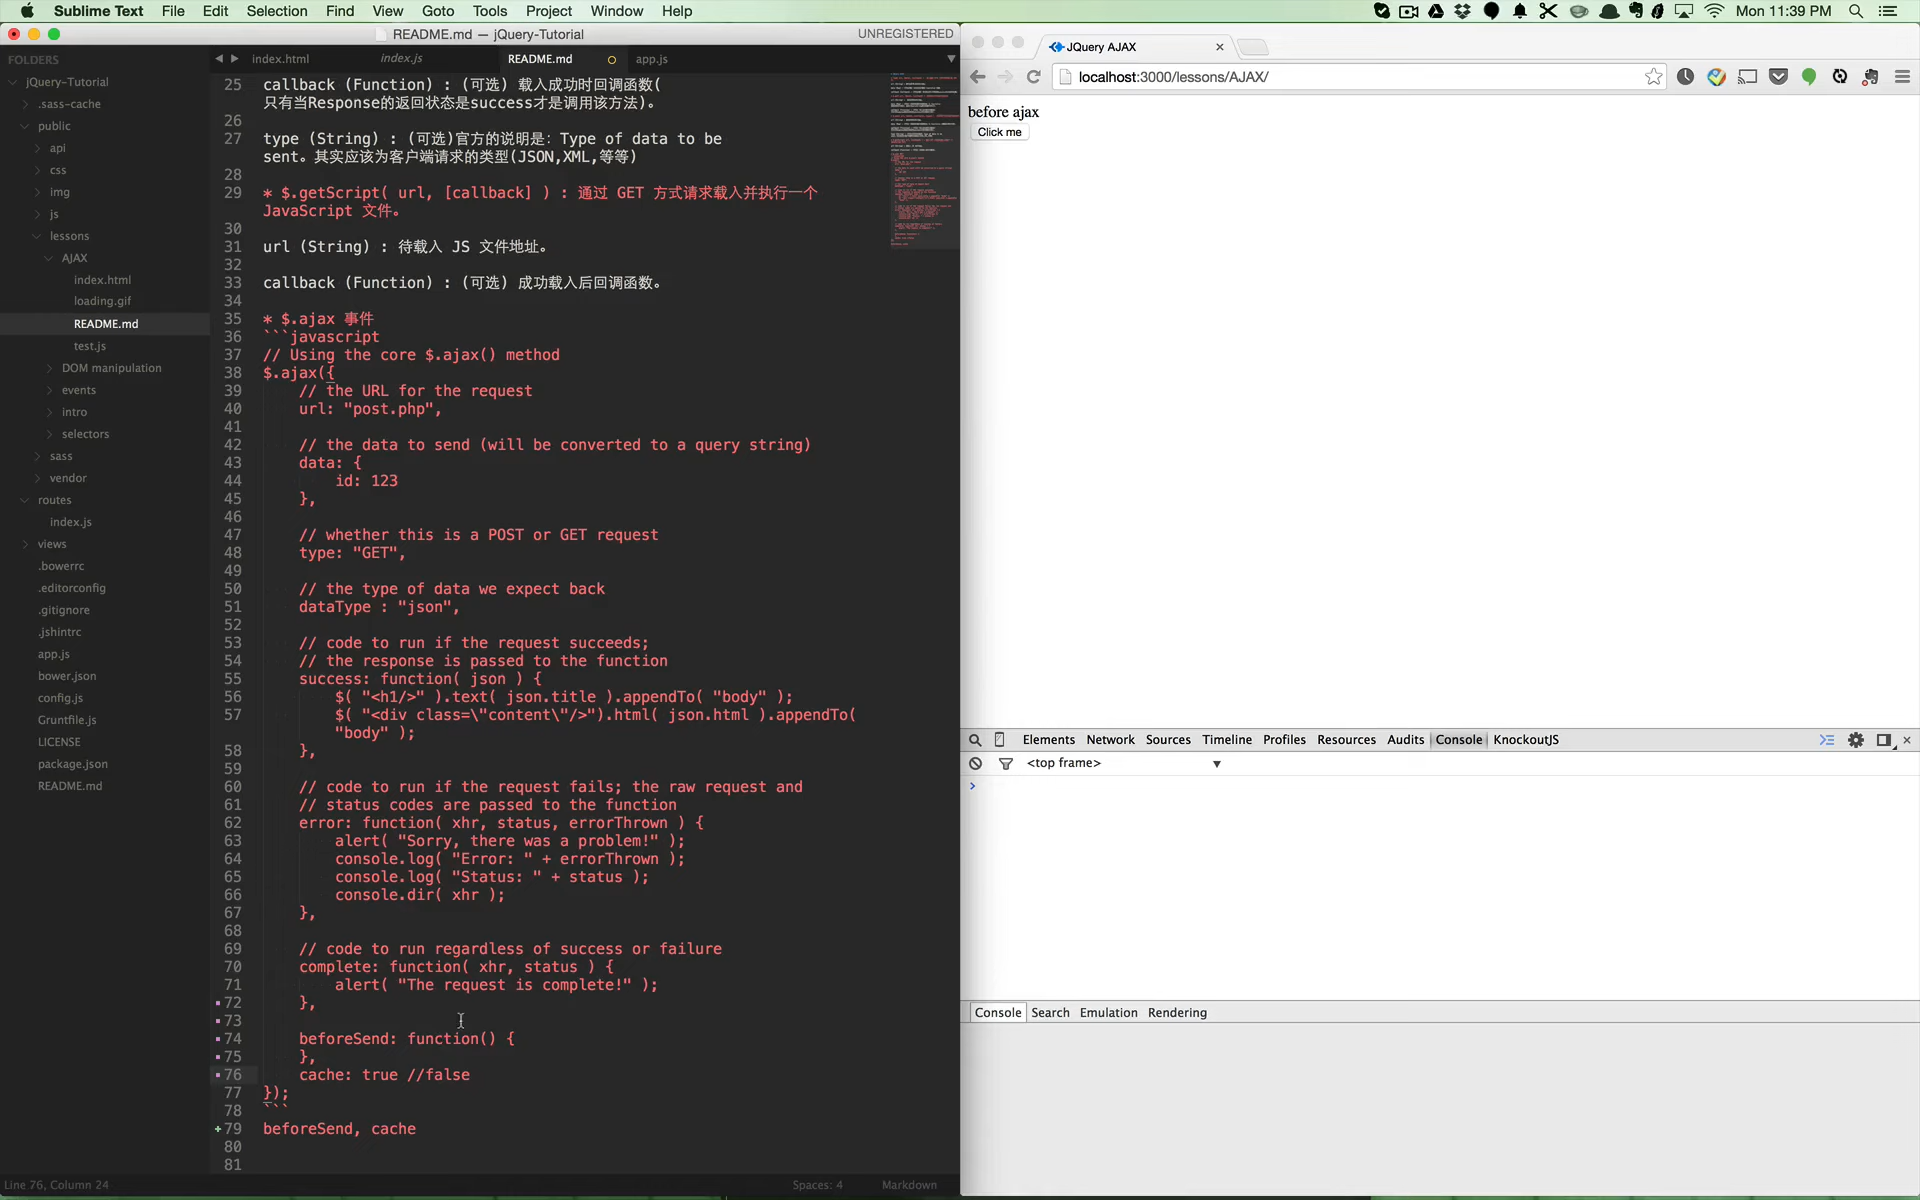 Sublime Text File Edit Selection Find View Goto Tools Project Window Help
Mon 11:39 PM
README.md — jQuery-Tutorial
UNREGISTERED
FOLDERS
jQuery-Tutorial
.sass-cache
public
api
css
img
js
lessons
AJAX
index.html
loading.gif
README.md
test.js
DOM manipulation
events
intro
selectors
sass
vendor
routes
index.js
views
.bowerrc
.editorconfig
.gitignore
.jshintrc
app.js
bower.json
config.js
Gruntfile.js
LICENSE
package.json
README.md
index.html index.js README.md app.js
25 callback (Function) : (可选) 载入成功时回调函数(
只有当Response的返回状态是success才是调用该方法)。
26
27 type (String) : (可选)官方的说明是：Type of data to be
sent。其实应该为客户端请求的类型(JSON,XML,等等)
28
29 * $.getScript( url, [callback] ) : 通过 GET 方式请求载入并执行一个
JavaScript 文件。
30
31 url (String) : 待载入 JS 文件地址。
32
33 callback (Function) : (可选) 成功载入后回调函数。
34
35 * $.ajax 事件
36 ```javascript
37 // Using the core $.ajax() method
38 $.ajax({
39 // the URL for the request
40 url: "post.php",
41
42 // the data to send (will be converted to a query string)
43 data: {
44 id: 123
45 },
46
47 // whether this is a POST or GET request
48 type: "GET",
49
50 // the type of data we expect back
51 dataType : "json",
52
53 // code to run if the request succeeds;
54 // the response is passed to the function
55 success: function( json ) {
56 $( "<h1/>" ).text( json.title ).appendTo( "body" );
57 $( "<div class=\"content\"/>").html( json.html ).appendTo(
"body" );
58 },
59
60 // code to run if the request fails; the raw request and
61 // status codes are passed to the function
62 error: function( xhr, status, errorThrown ) {
63 alert( "Sorry, there was a problem!" );
64 console.log( "Error: " + errorThrown );
65 console.log( "Status: " + status );
66 console.dir( xhr );
67 },
68
69 // code to run regardless of success or failure
70 complete: function( xhr, status ) {
71 alert( "The request is complete!" );
72 },
73
74 beforeSend: function() {
75 },
76 cache: true //false
77 });
78 ```
79 beforeSend, cache
80
81
Line 76, Column 24
Spaces: 4
Markdown
JQuery AJAX
localhost:3000/lessons/AJAX/
before ajax
Click me
Elements Network Sources Timeline Profiles Resources Audits Console KnockoutJS
<top frame>
Console Search Emulation Rendering